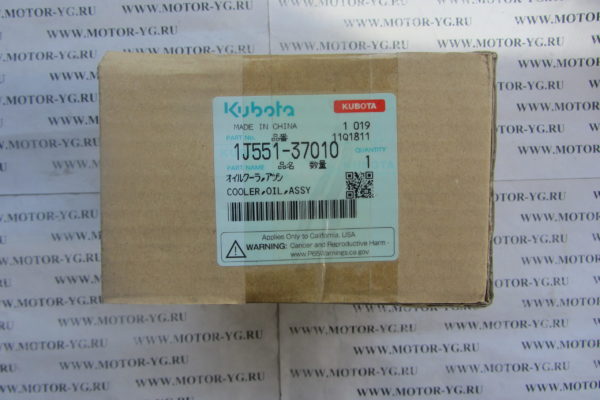 WWW.MOTOR-YG.RU
Kubota KUBOTA
MADE IN CHINA 1 019
PART NO. 品番 11Q1811
1J551-37010 QUANTITY
PART NAME 品名 数量 1
オイルクーラ,アッシ
COOLER,OIL,ASSY
Applies Only to California, USA
WARNING: Cancer and Reproductive Harm -
www.P65Warnings.ca.gov